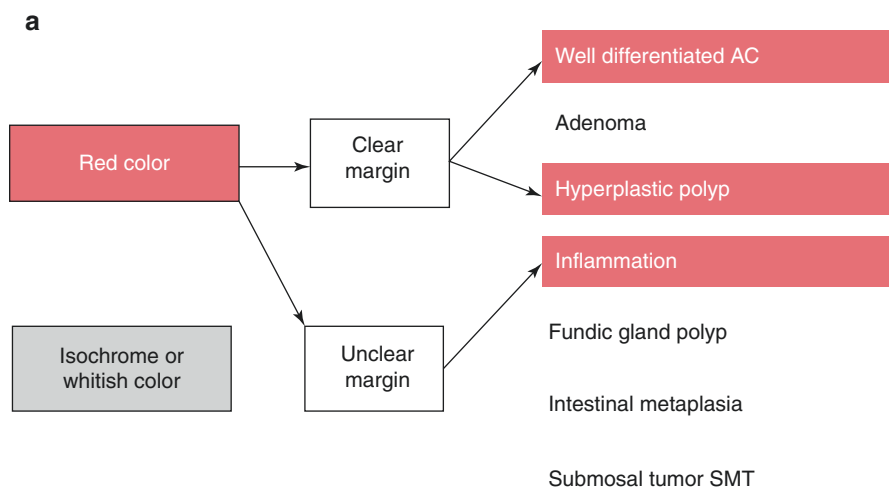 a
Red color
Isochrome or
whitish color
Clear
margin
Unclear
margin
Well differentiated AC
Adenoma
Hyperplastic polyp
Inflammation
Fundic gland polyp
Intestinal metaplasia
Submosal tumor SMT